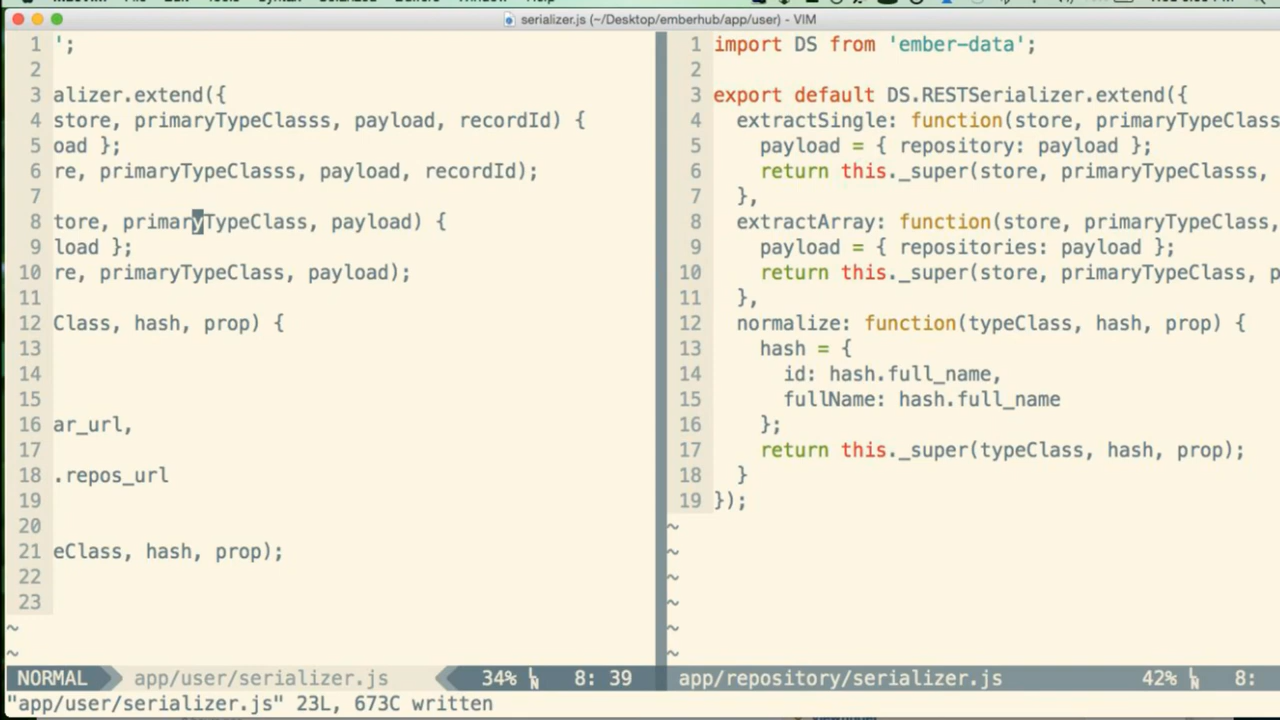 serializer.js (~/Desktop/emberhub/app/user) - VIM
1 ';
2
3 alizer.extend({
4 store, primaryTypeClasss, payload, recordId) {
5 oad };
6 re, primaryTypeClasss, payload, recordId);
7
8 tore, primaryTypeClass, payload) {
9 load };
10 re, primaryTypeClass, payload);
11
12 Class, hash, prop) {
13
14
15
16 ar_url,
17
18 .repos_url
19
20
21 eClass, hash, prop);
22
23
~
~
NORMAL app/user/serializer.js 34% LN 8: 39
"app/user/serializer.js" 23L, 673C written
1 import DS from 'ember-data';
2
3 export default DS.RESTSerializer.extend({
4 extractSingle: function(store, primaryTypeClass
5 payload = { repository: payload };
6 return this._super(store, primaryTypeClasss,
7 },
8 extractArray: function(store, primaryTypeClass,
9 payload = { repositories: payload };
10 return this._super(store, primaryTypeClass, p
11 },
12 normalize: function(typeClass, hash, prop) {
13 hash = {
14 id: hash.full_name,
15 fullName: hash.full_name
16 };
17 return this._super(typeClass, hash, prop);
18 }
19 });
~
~
~
~
~
~
app/repository/serializer.js 42% LN 8: